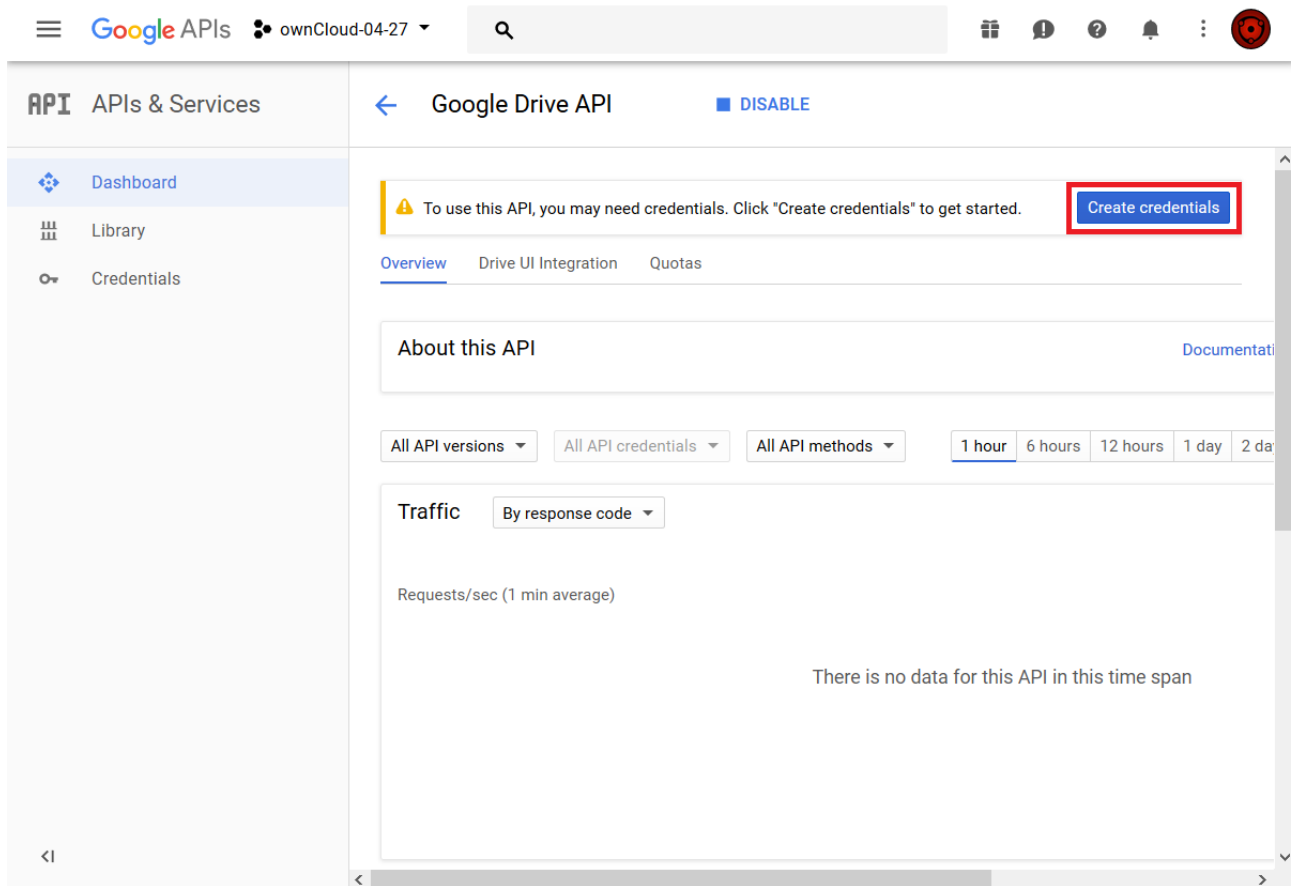 Google APIs ownCloud-04-27
API APIs & Services
Google Drive API DISABLE
Dashboard
Library
Credentials
To use this API, you may need credentials. Click "Create credentials" to get started. Create credentials
Overview Drive UI Integration Quotas
About this API Documentati
All API versions All API credentials All API methods 1 hour 6 hours 12 hours 1 day 2 da
Traffic By response code
Requests/sec (1 min average)
There is no data for this API in this time span